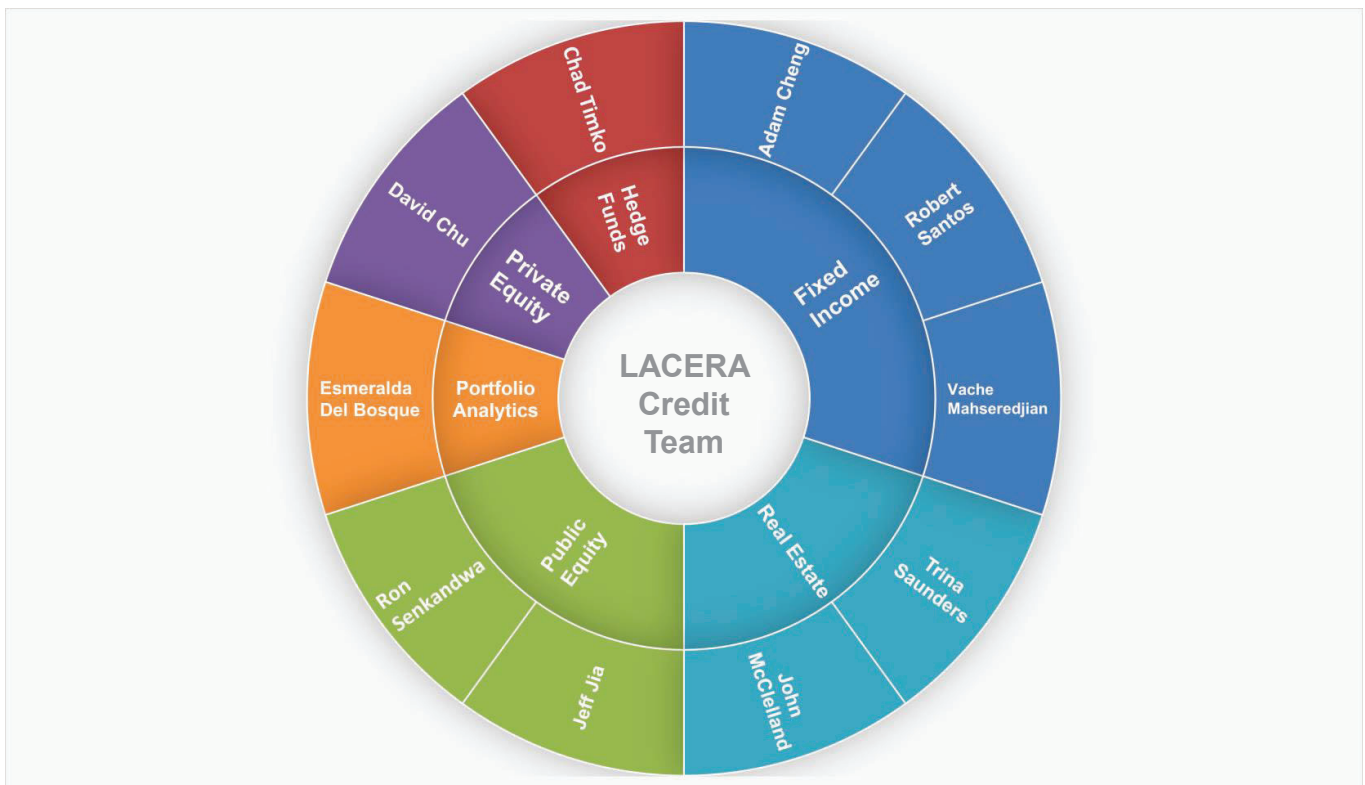 LACERA
Credit
Team
Fixed
Income
Adam Cheng
Robert
Santos
Vache
Mahseredjian
Real Estate
Trina
Saunders
John
McClelland
Public
Equity
Jeff Jia
Ron
Senkandwa
Portfolio
Analytics
Esmeralda
Del Bosque
Private
Equity
David Chu
Hedge
Funds
Chad Timko